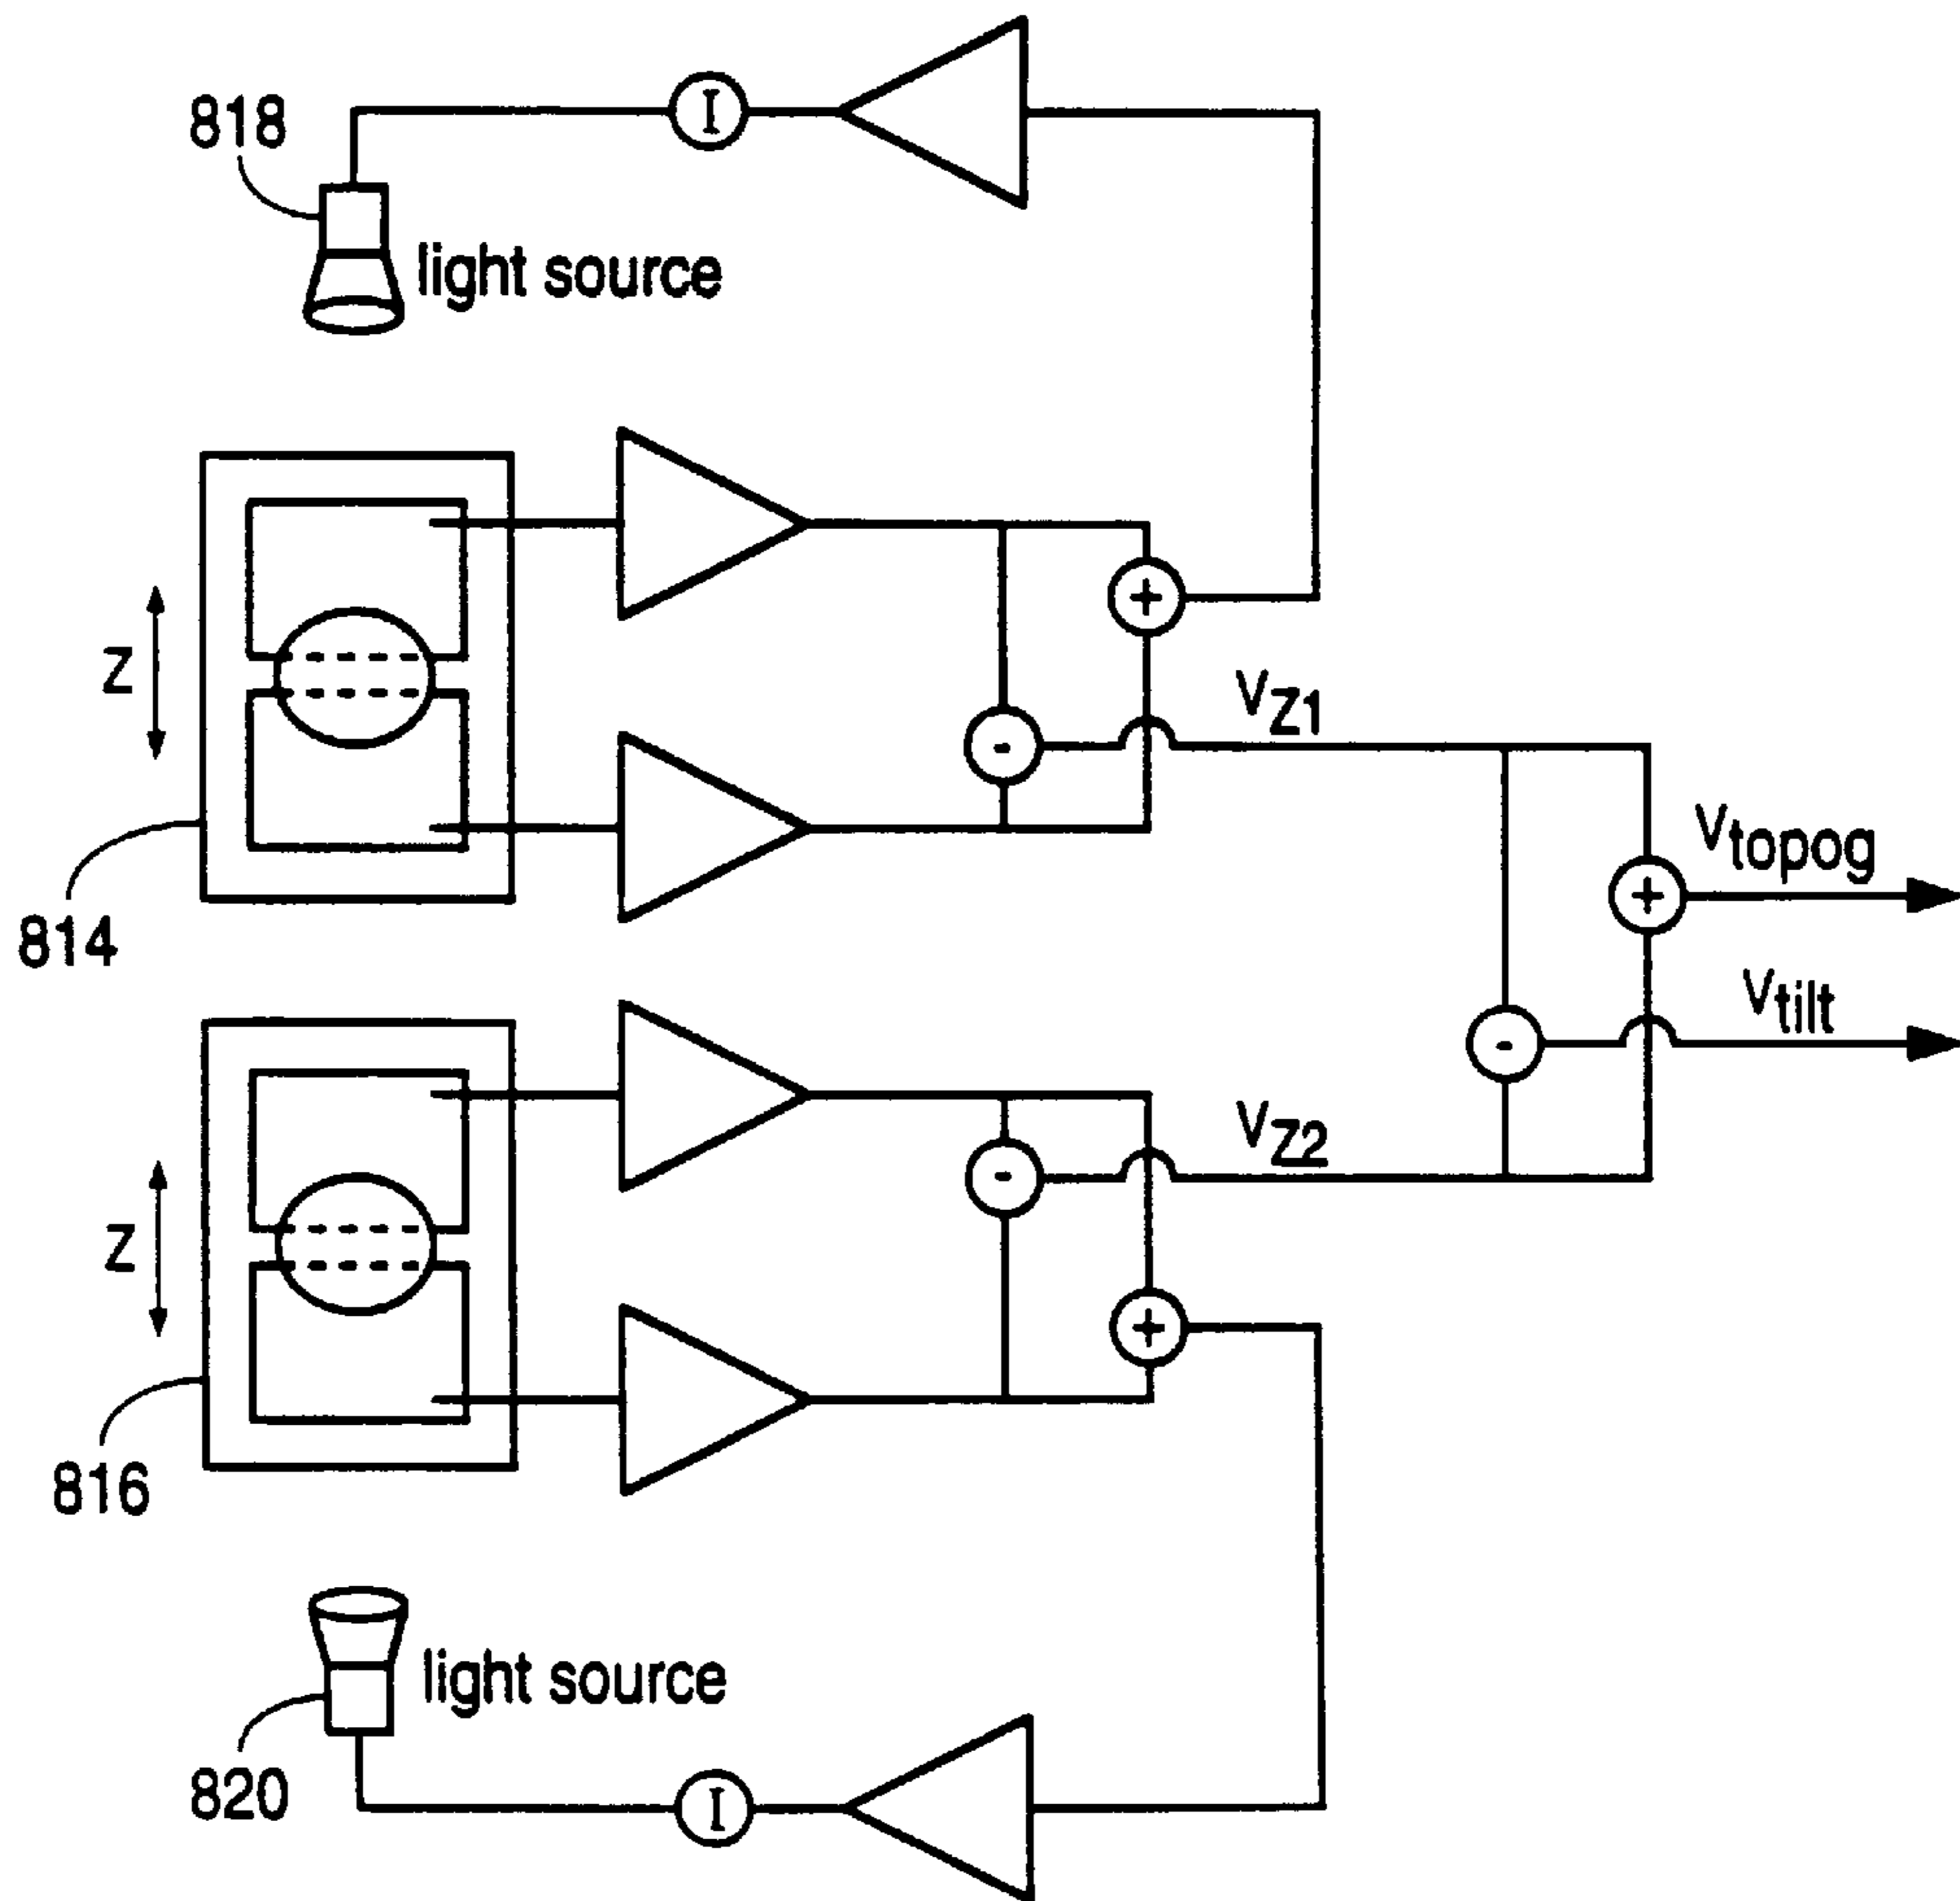 818
I
light source
+
Z
-
VZ1
814
Vtopog
+
Vtilt
-
VZ2
-
Z
+
816
light source
820
I